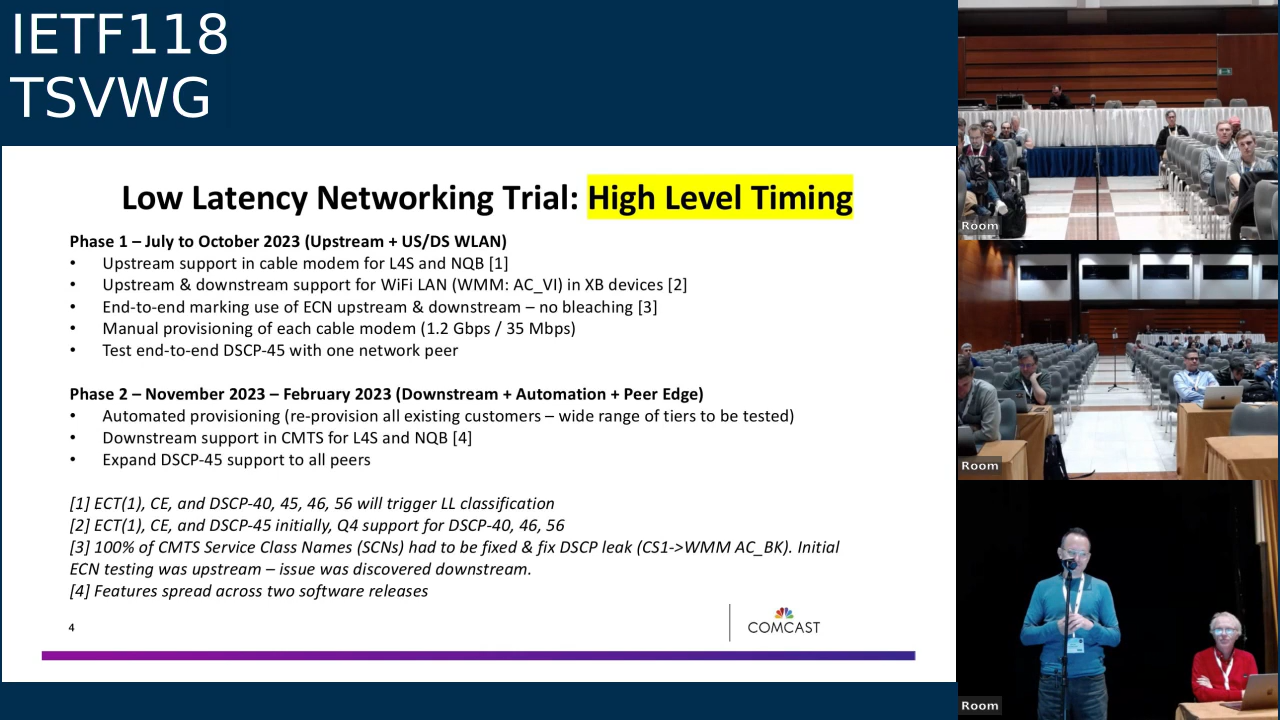 IETF118
TSVWG
Low Latency Networking Trial: High Level Timing
Phase 1 – July to October 2023 (Upstream + US/DS WLAN)
• Upstream support in cable modem for L4S and NQB [1]
• Upstream & downstream support for WiFi LAN (WMM: AC_VI) in XB devices [2]
• End-to-end marking use of ECN upstream & downstream – no bleaching [3]
• Manual provisioning of each cable modem (1.2 Gbps / 35 Mbps)
• Test end-to-end DSCP-45 with one network peer
Phase 2 – November 2023 – February 2023 (Downstream + Automation + Peer Edge)
• Automated provisioning (re-provision all existing customers – wide range of tiers to be tested)
• Downstream support in CMTS for L4S and NQB [4]
• Expand DSCP-45 support to all peers
[1] ECT(1), CE, and DSCP-40, 45, 46, 56 will trigger LL classification
[2] ECT(1), CE, and DSCP-45 initially, Q4 support for DSCP-40, 46, 56
[3] 100% of CMTS Service Class Names (SCNs) had to be fixed & fix DSCP leak (CS1->WMM AC_BK). Initial
ECN testing was upstream – issue was discovered downstream.
[4] Features spread across two software releases
4
COMCAST
Room
Room
Room